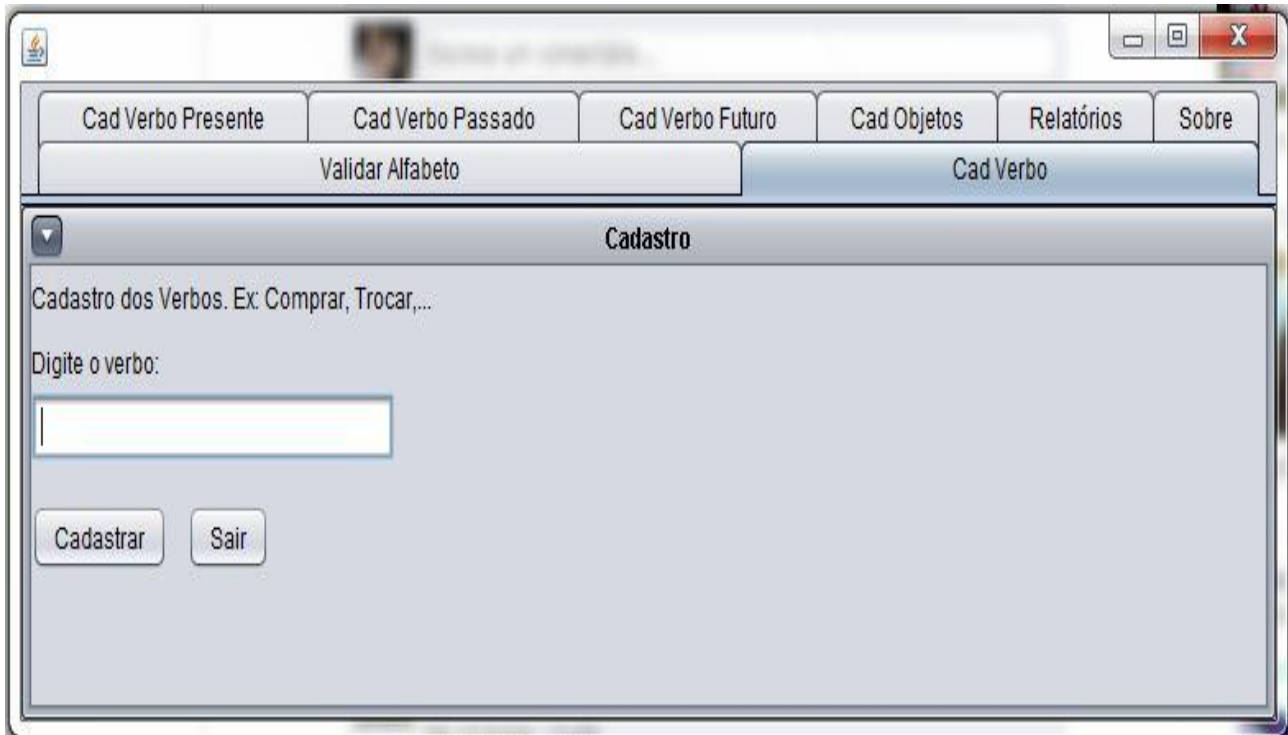 Cad Verbo Presente Cad Verbo Passado Cad Verbo Futuro Cad Objetos Relatórios Sobre
Validar Alfabeto Cad Verbo
Cadastro
Cadastro dos Verbos. Ex: Comprar, Trocar,...
Digite o verbo:
Cadastrar Sair